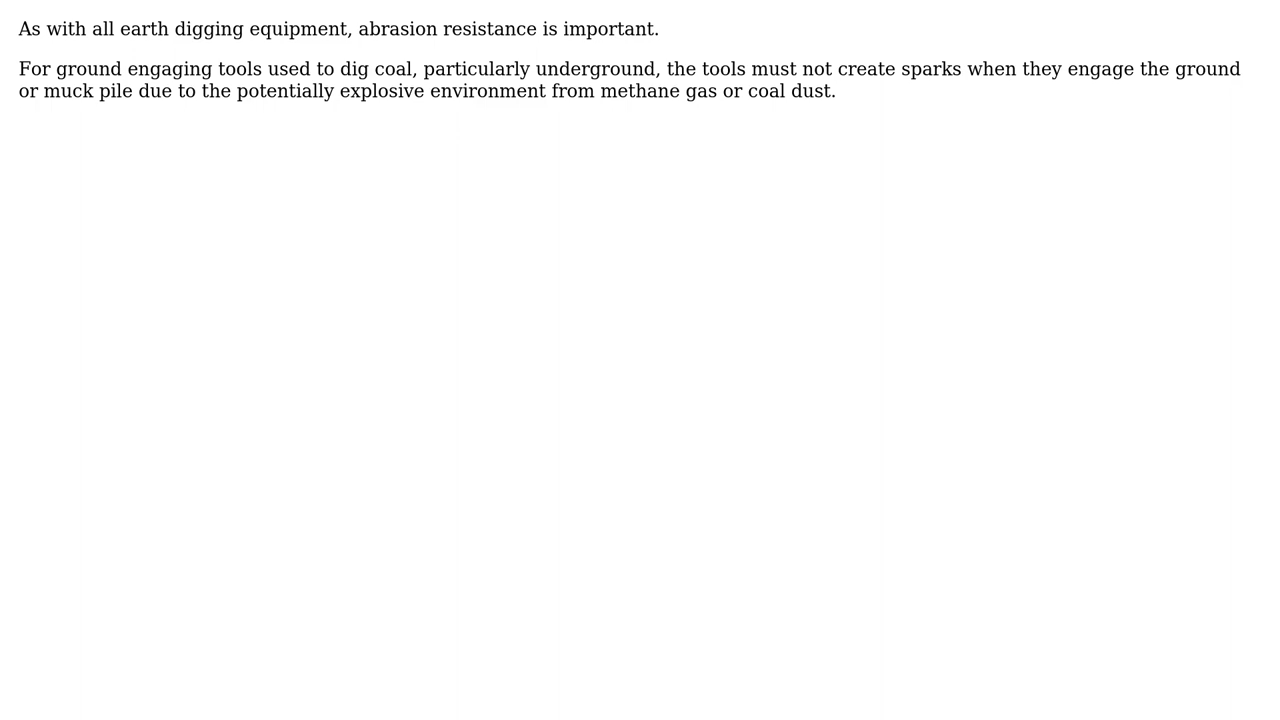 As with all earth digging equipment, abrasion resistance is important.
For ground engaging tools used to dig coal, particularly underground, the tools must not create sparks when they engage the ground
or muck pile due to the potentially explosive environment from methane gas or coal dust.